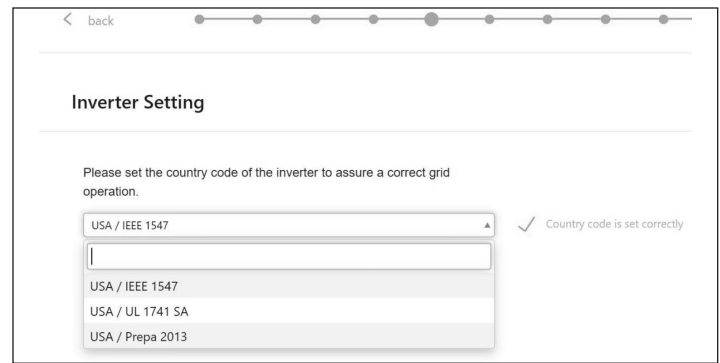 back
Inverter Setting
Please set the country code of the inverter to assure a correct grid
operation.
USA / IEEE 1547
Country code is set correctly
USA / IEEE 1547
USA / UL 1741 SA
USA / Prepa 2013